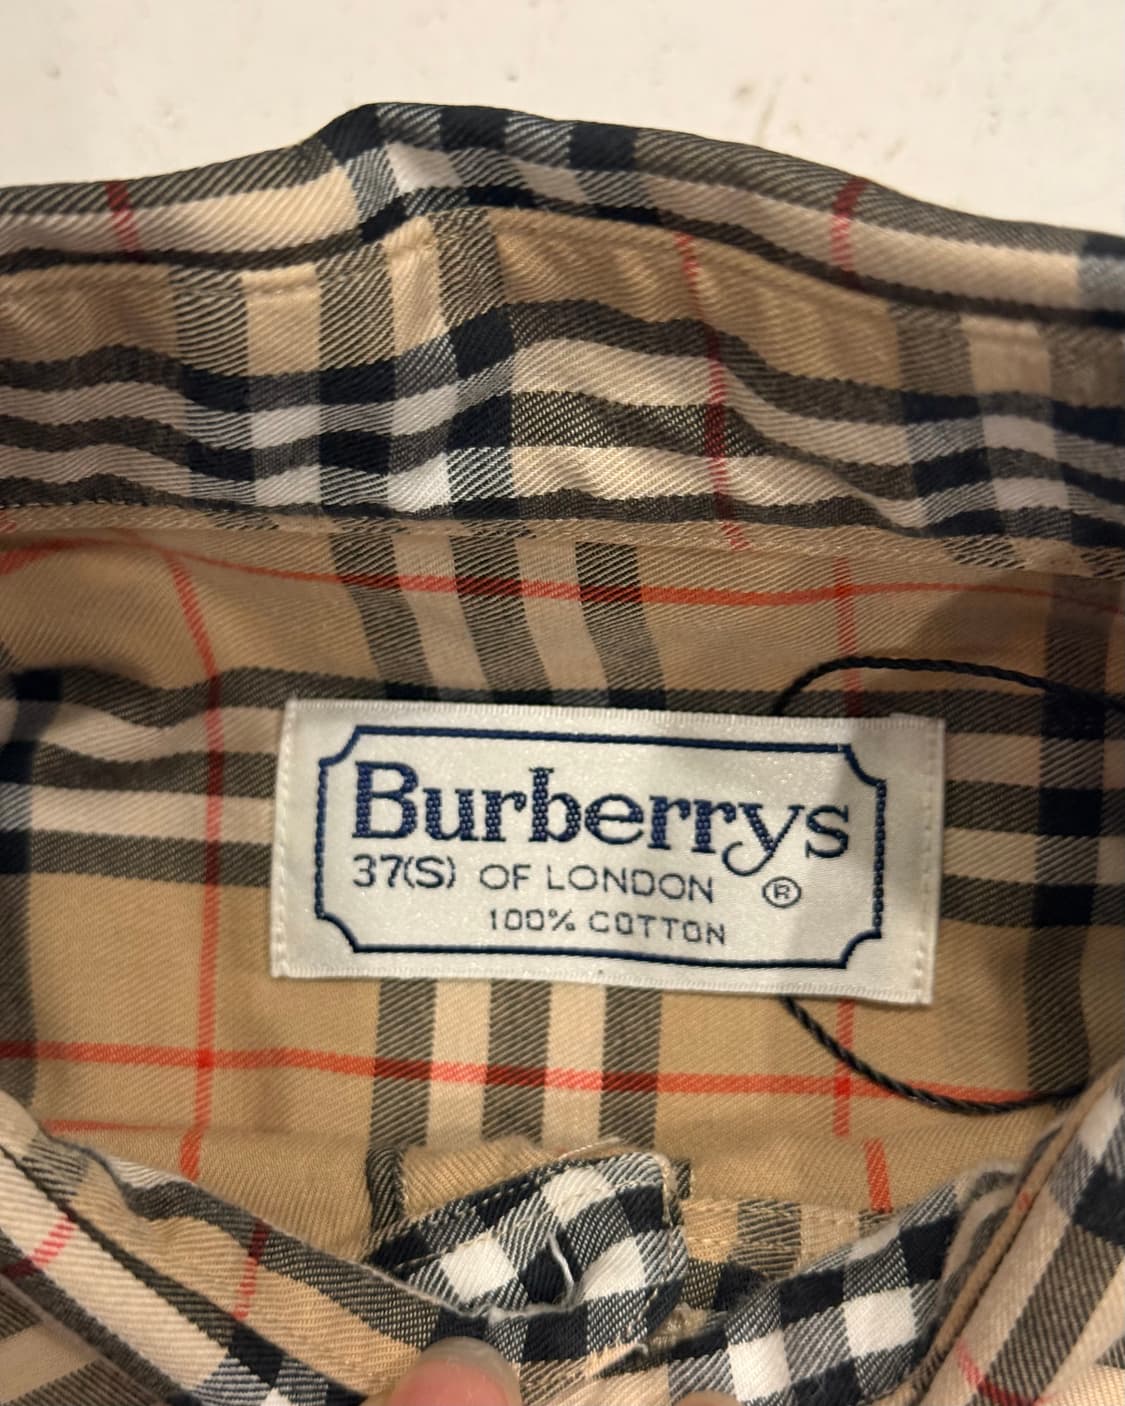 Burberrys
37(S) OF LONDON ®
100% COTTON